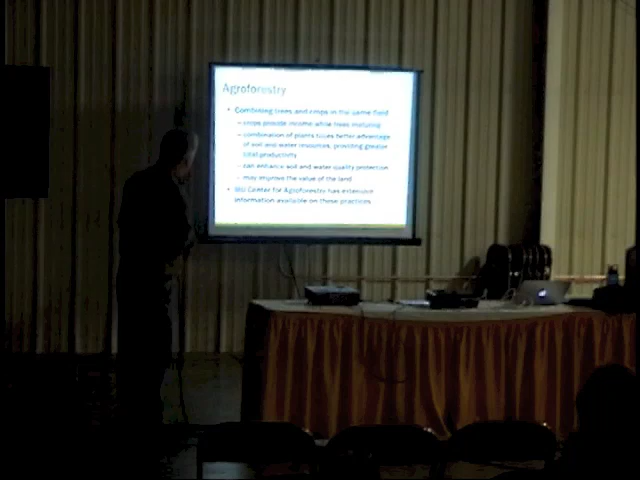 Agroforestry
• Combining trees and crops in the same field
– crops provide income while trees maturing
– combination of plants takes better advantage
of soil and water resources, providing greater
total productivity
– can enhance soil and water quality protection
– may improve the value of the land
• Center for Agroforestry has extensive
information available on these practices